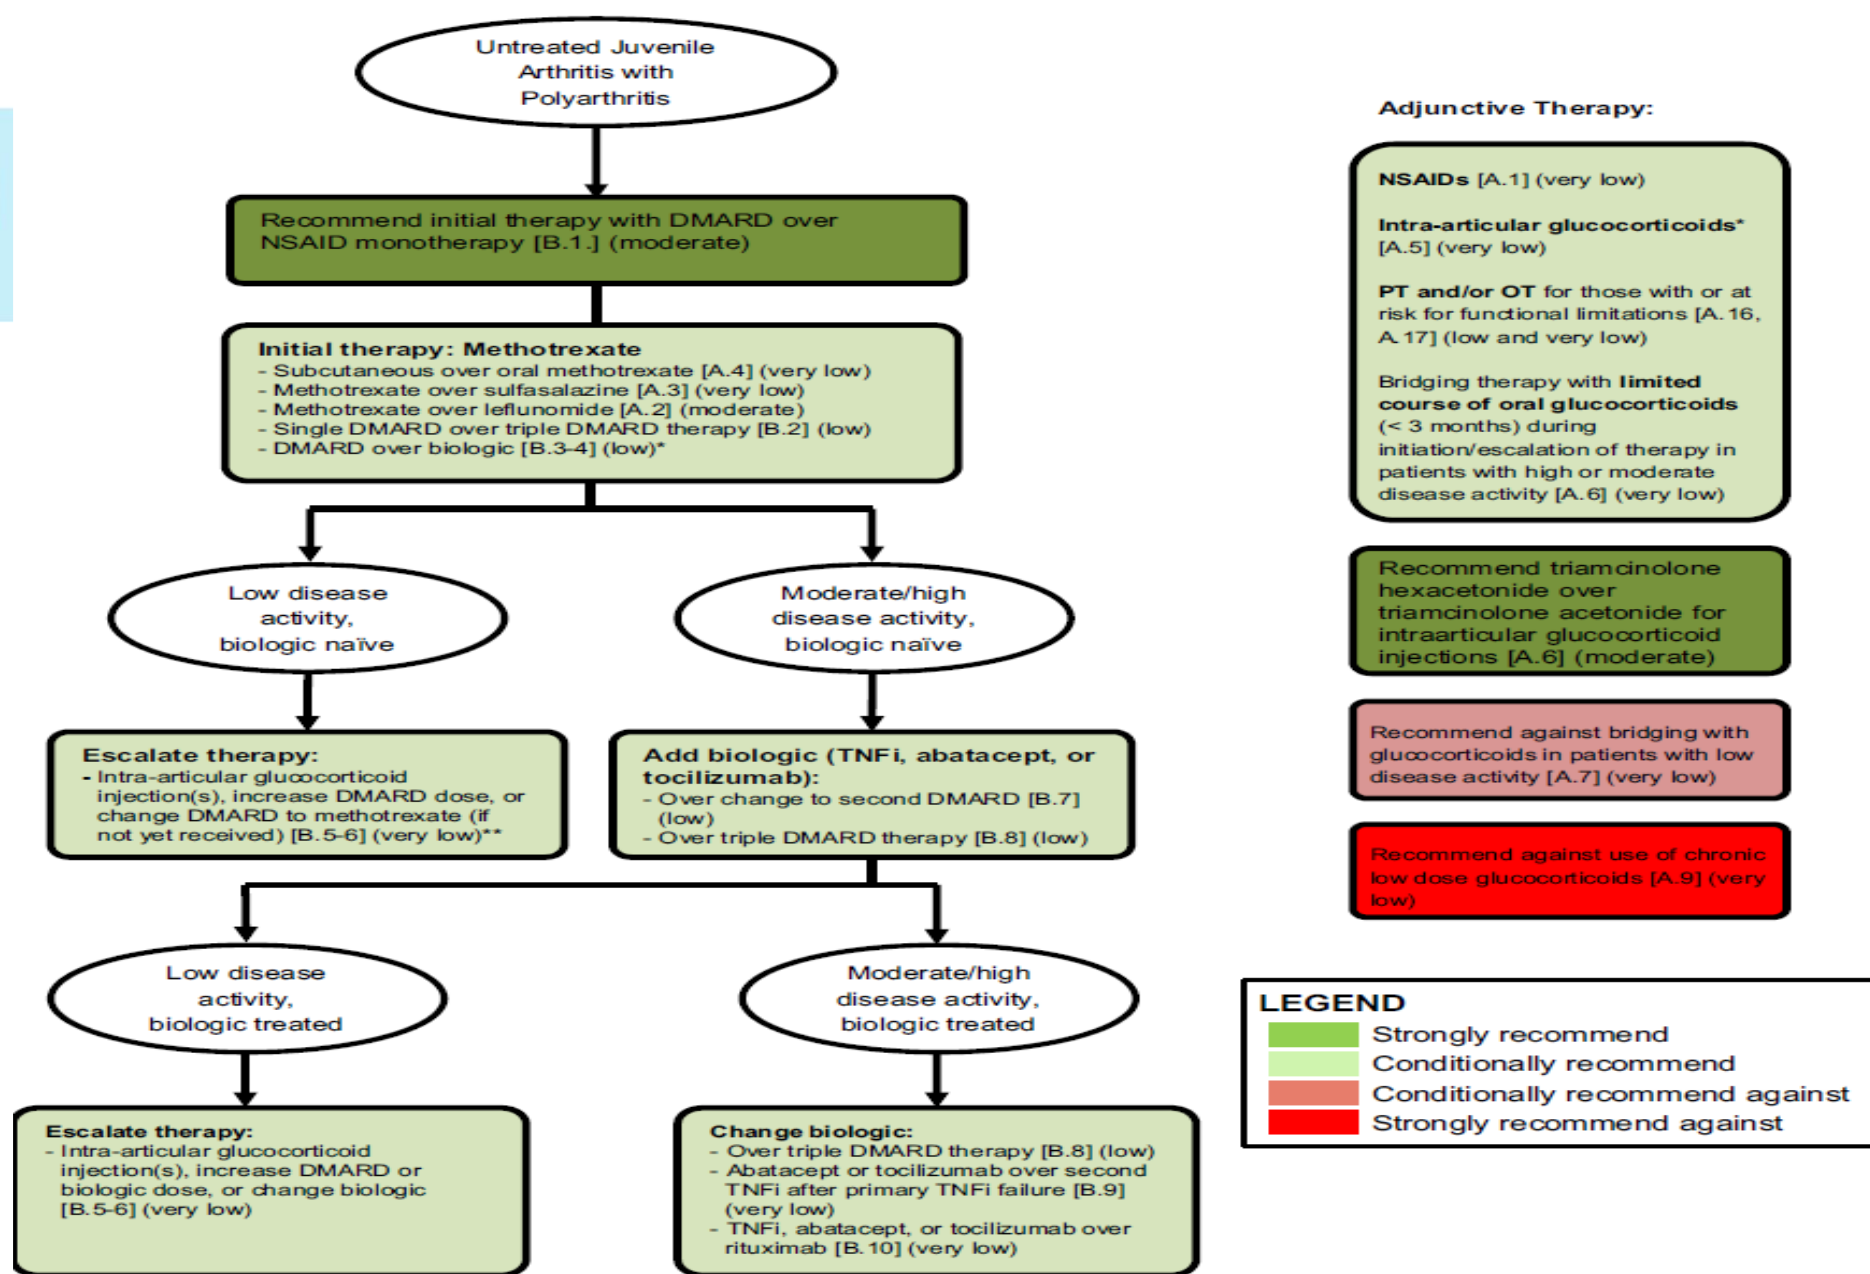 Untreated Juvenile
Arthritis with
Polyarthritis
Recommend initial therapy with DMARD over
NSAID monotherapy [B.1.] (moderate)
Initial therapy: Methotrexate
- Subcutaneous over oral methotrexate [A.4] (very low)
- Methotrexate over sulfasalazine [A.3] (very low)
- Methotrexate over leflunomide [A.2] (moderate)
- Single DMARD over triple DMARD therapy [B.2] (low)
- DMARD over biologic [B.3-4] (low)*
Low disease
activity,
biologic naïve
Moderate/high
disease activity,
biologic naïve
Escalate therapy:
- Intra-articular glucocorticoid
injection(s), increase DMARD dose, or
change DMARD to methotrexate (if
not yet received) [B.5-6] (very low)**
Add biologic (TNFi, abatacept, or
tocilizumab):
- Over change to second DMARD [B.7]
(low)
- Over triple DMARD therapy [B.8] (low)
Low disease
activity,
biologic treated
Moderate/high
disease activity,
biologic treated
Escalate therapy:
- Intra-articular glucocorticoid
injection(s), increase DMARD or
biologic dose, or change biologic
[B.5-6] (very low)
Change biologic:
- Over triple DMARD therapy [B.8] (low)
- Abatacept or tocilizumab over second
TNFi after primary TNFi failure [B.9]
(very low)
- TNFi, abatacept, or tocilizumab over
rituximab [B.10] (very low)
Adjunctive Therapy:
NSAIDs [A.1] (very low)
Intra-articular glucocorticoids*
[A.5] (very low)
PT and/or OT for those with or at
risk for functional limitations [A.16,
A.17] (low and very low)
Bridging therapy with limited
course of oral glucocorticoids
(< 3 months) during
initiation/escalation of therapy in
patients with high or moderate
disease activity [A.6] (very low)
Recommend triamcinolone
hexacetonide over
triamcinolone acetonide for
intraarticular glucocorticoid
injections [A.6] (moderate)
Recommend against bridging with
glucocorticoids in patients with low
disease activity [A.7] (very low)
Recommend against use of chronic
low dose glucocorticoids [A.9] (very
low)
LEGEND
Strongly recommend
Conditionally recommend
Conditionally recommend against
Strongly recommend against